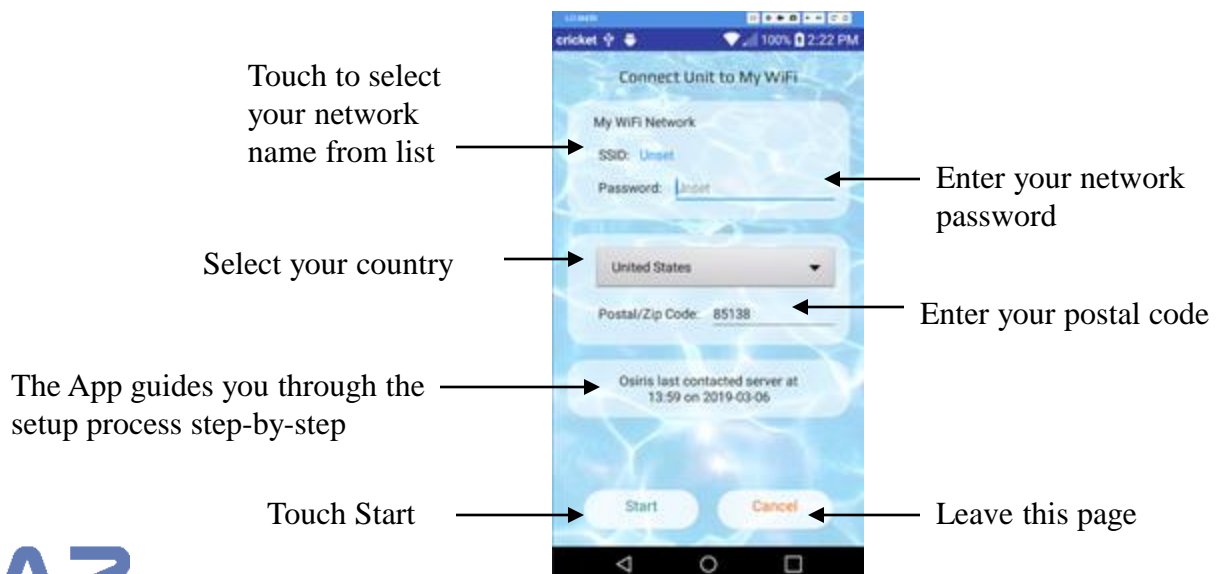 cricket 100% 2:22 PM
Connect Unit to My WiFi
Touch to select
your network
name from list
My WiFi Network
SSID: Unset
Password: Unset
Enter your network
password
Select your country
United States
Postal/Zip Code: 85138
Enter your postal code
The App guides you through the
setup process step-by-step
Osiris last contacted server at
13:59 on 2019-03-06
Touch Start
Start
Cancel
Leave this page